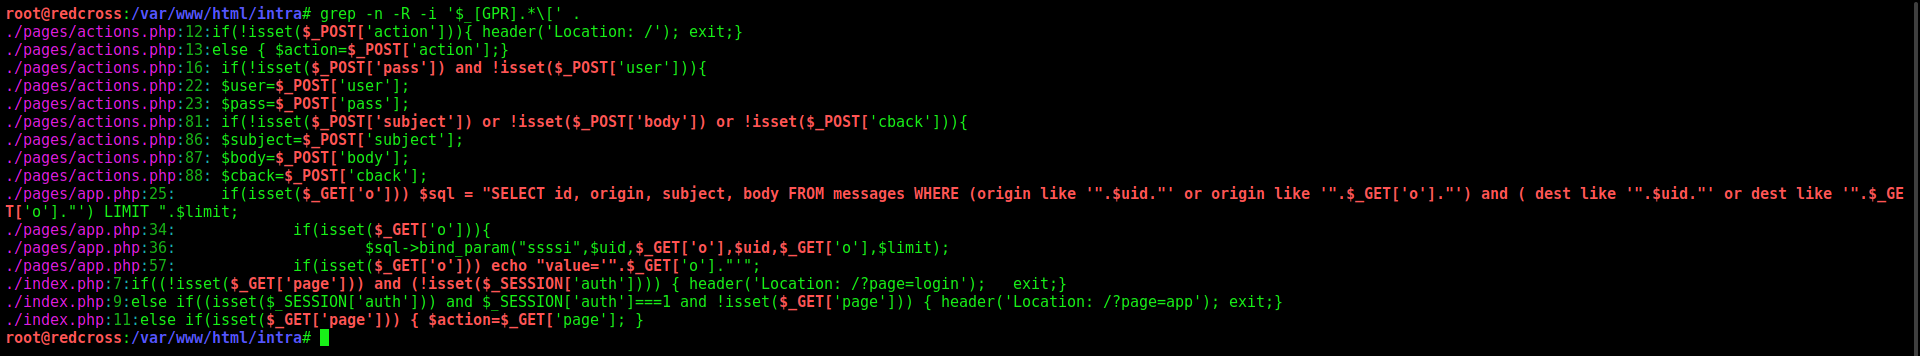 root@redcross:/var/www/html/intra# grep -n -R -i '$_[GPR].*\[' .
./pages/actions.php:12:if(!isset($_POST['action'])){ header('Location: /'); exit;}
./pages/actions.php:13:else { $action=$_POST['action'];}
./pages/actions.php:16: if(!isset($_POST['pass']) and !isset($_POST['user'])){
./pages/actions.php:22: $user=$_POST['user'];
./pages/actions.php:23: $pass=$_POST['pass'];
./pages/actions.php:81: if(!isset($_POST['subject']) or !isset($_POST['body']) or !isset($_POST['cback'])){
./pages/actions.php:86: $subject=$_POST['subject'];
./pages/actions.php:87: $body=$_POST['body'];
./pages/actions.php:88: $cback=$_POST['cback'];
./pages/app.php:25:     if(isset($_GET['o'])) $sql = "SELECT id, origin, subject, body FROM messages WHERE (origin like '".$uid."' or origin like '".$_GET['o']."') and ( dest like '".$uid."' or dest like '".$_GE
T['o']."') LIMIT ".$limit;
./pages/app.php:34:             if(isset($_GET['o'])){
./pages/app.php:36:                     $sql->bind_param("ssssi",$uid,$_GET['o'],$uid,$_GET['o'],$limit);
./pages/app.php:57:             if(isset($_GET['o'])) echo "value='".$_GET['o']."'";
./index.php:7:if((!isset($_GET['page'])) and (!isset($_SESSION['auth']))) { header('Location: /?page=login');   exit;}
./index.php:9:else if((isset($_SESSION['auth'])) and $_SESSION['auth']===1 and !isset($_GET['page'])) { header('Location: /?page=app'); exit;}
./index.php:11:else if(isset($_GET['page'])) { $action=$_GET['page']; }
root@redcross:/var/www/html/intra#